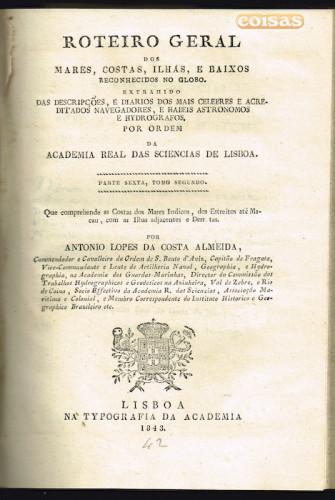 coisas
ROTEIRO GERAL
DOS
MARES, COSTAS, ILHAS, E BAIXOS
RECONHECIDOS NO GLOBO.
EXTRAHIDO
DAS DESCRIPÇÕES, E DIARIOS DOS MAIS CELEBRES E ACRE-
DITADOS NAVEGADORES, E HABEIS ASTRONOMOS
E HYDROGRAFOS,
POR ORDEM
DA
ACADEMIA REAL DAS SCIENCIAS DE LISBOA.
PARTE SEXTA, TOMO SEGUNDO.
Que comprehende as Costas dos Mares Indicos, dos Estreitos até Ma-
cau, com as Ilhas adjacentes e
POR
ANTONIO LOPES DA COSTA ALMEIDA,
Commendador e Cavalleiro da Ordem de S. Bento d'Aviz, Capitão de Fragata,
Vice-Commandante e Lente de Artilheria Naval, Geographia, e Hydro-
graphia, na Academia dos Guardas Marinhas, Director da Commissão dos
Trabalhos Hydrographicos e Geodesicos na Azinheira, Val de Zebro, e Rio
de Coina, Socio Effectivo da Academia R. das Sciencias, Associação Ma-
ritima e Colonial, e Membro Correspondente do Instituto Historico e Geo-
graphico Brasileiro etc.
LISBOA
NA TYPOGRAFIA DA ACADEMIA
1843.
42